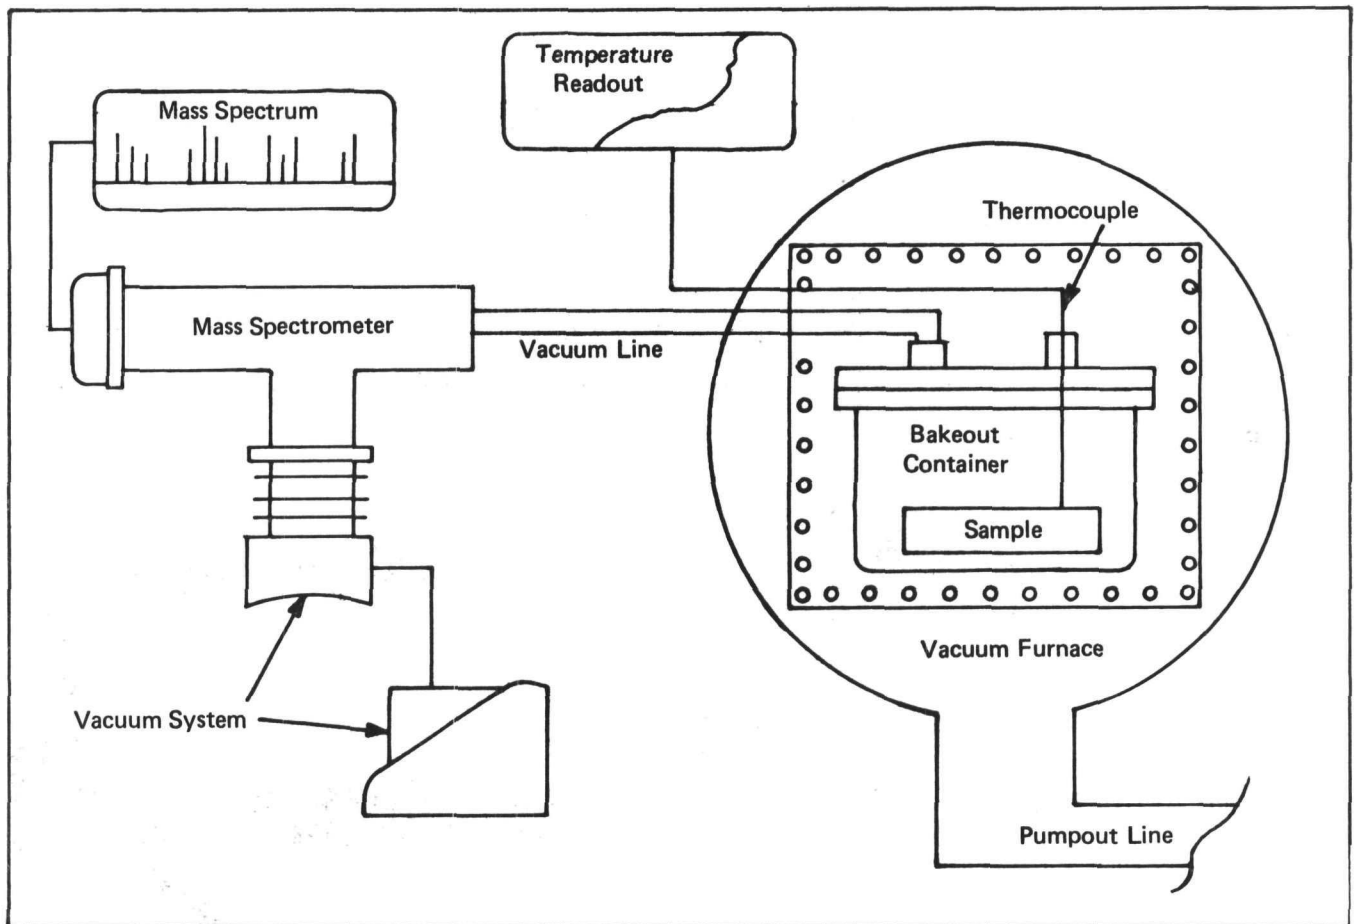 Temperature
Readout
Mass Spectrum
Thermocouple
Mass Spectrometer
Vacuum Line
Bakeout
Container
Sample
Vacuum Furnace
Vacuum System
Pumpout Line